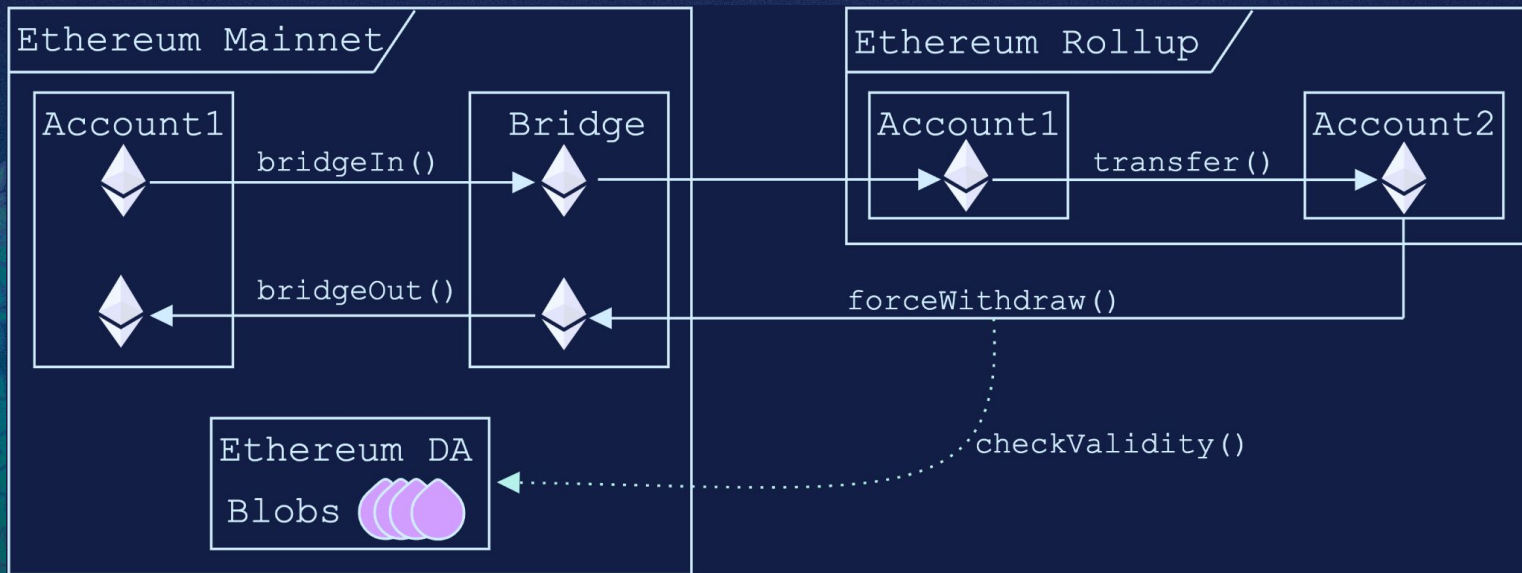 Ethereum Mainnet
Ethereum Rollup
Account1
Bridge
Account1
Account2
bridgeIn()
transfer()
bridgeOut()
forceWithdraw()
checkValidity()
Ethereum DA
Blobs